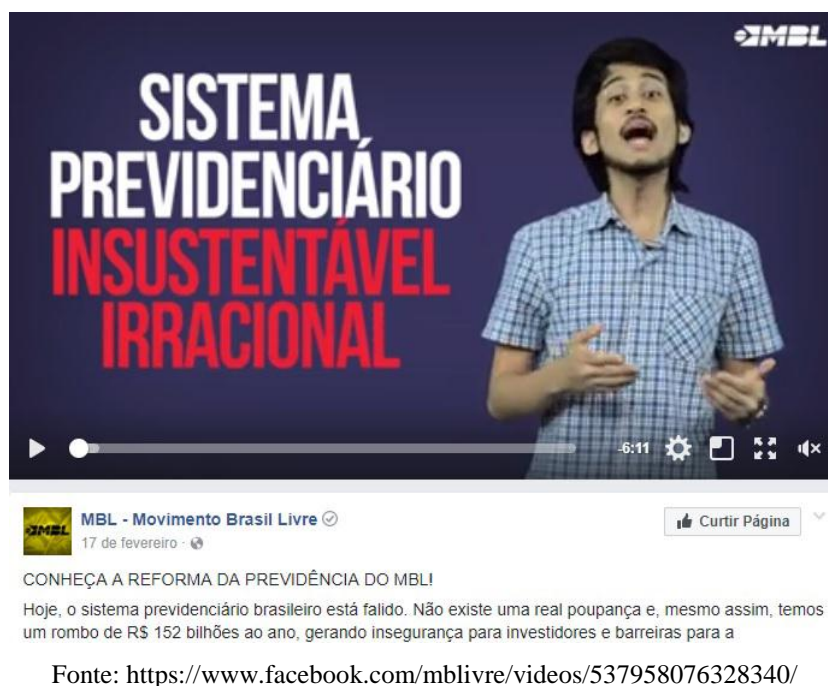 MBL
SISTEMA
PREVIDENCIÁRIO
INSUSTENTÁVEL
IRRACIONAL
-6:11
MBL
MBL - Movimento Brasil Livre
Curtir Página
17 de fevereiro ·
CONHEÇA A REFORMA DA PREVIDÊNCIA DO MBL!
Hoje, o sistema previdenciário brasileiro está falido. Não existe uma real poupança e, mesmo assim, temos
um rombo de R$ 152 bilhões ao ano, gerando insegurança para investidores e barreiras para a
Fonte: https://www.facebook.com/mblivre/videos/537958076328340/